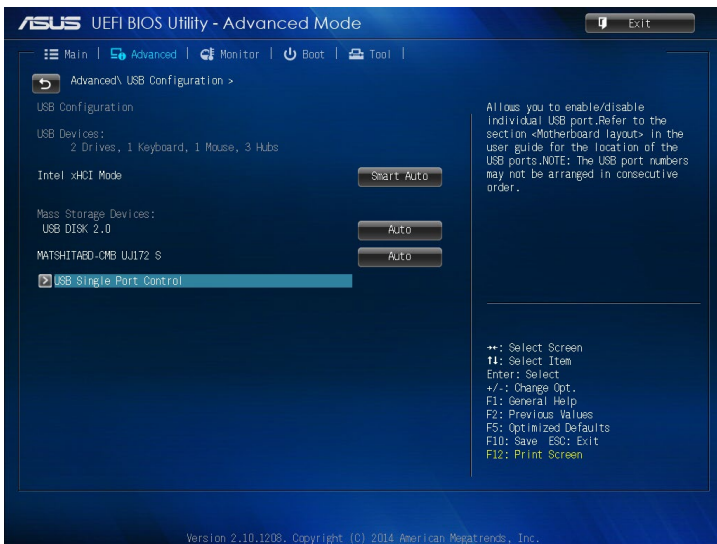 ASUS UEFI BIOS Utility - Advanced Mode
Exit
Main | Advanced | Monitor | Boot | Tool |
Advanced\ USB Configuration >
USB Configuration
USB Devices:
2 Drives, 1 Keyboard, 1 Mouse, 3 Hubs
Intel xHCI Mode Smart Auto
Mass Storage Devices:
USB DISK 2.0 Auto
MATSHITABD-CMB UJ172 S Auto
USB Single Port Control
Allows you to enable/disable
individual USB port.Refer to the
section <Motherboard layout> in the
user guide for the location of the
USB ports.NOTE: The USB port numbers
may not be arranged in consecutive
order.
→←: Select Screen
↑↓: Select Item
Enter: Select
+/-: Change Opt.
F1: General Help
F2: Previous Values
F5: Optimized Defaults
F10: Save ESC: Exit
F12: Print Screen
Version 2.10.1208. Copyright (C) 2014 American Megatrends, Inc.